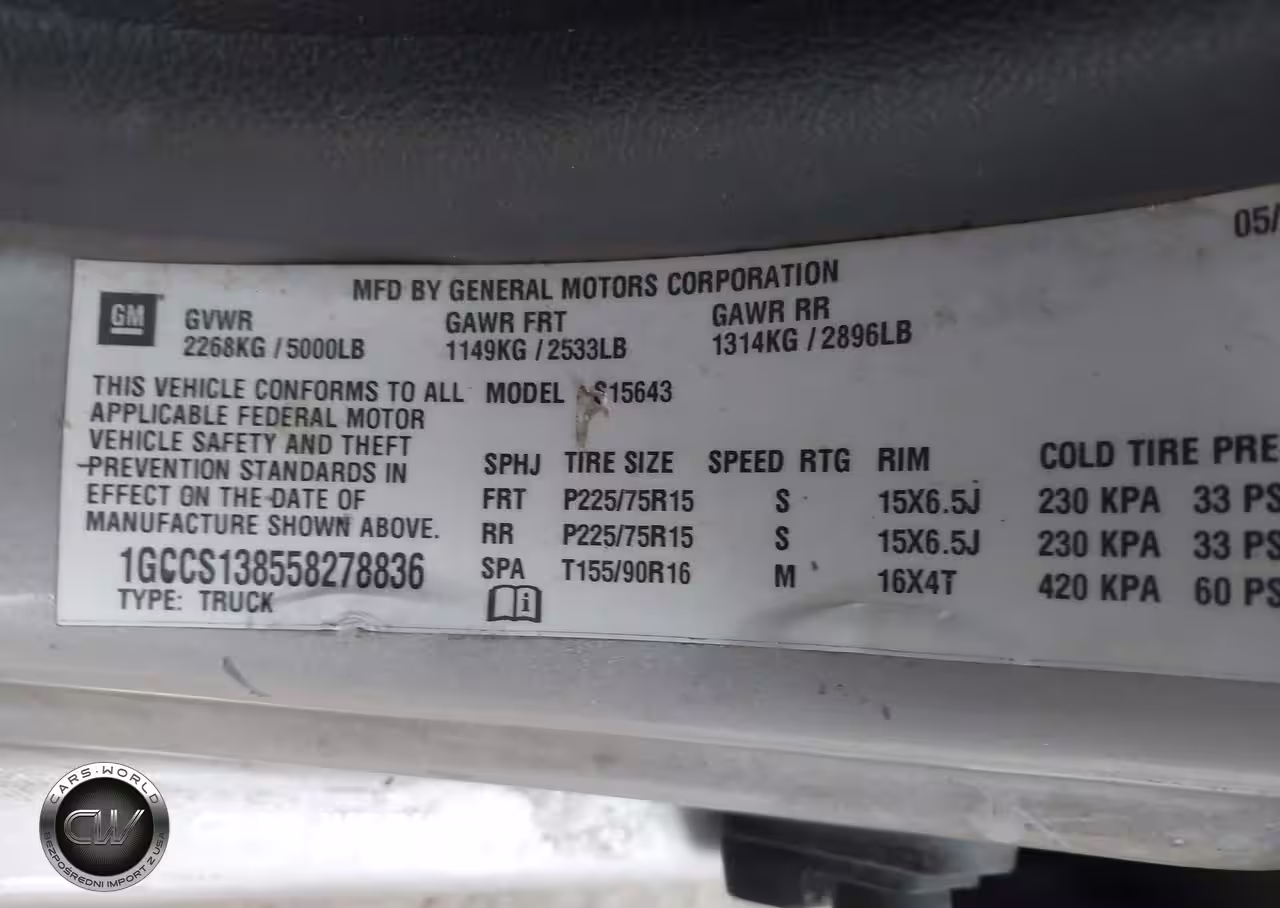 05/
MFD BY GENERAL MOTORS CORPORATION
GM
GVWR GAWR FRT GAWR RR
2268KG / 5000LB 1149KG / 2533LB 1314KG / 2896LB
THIS VEHICLE CONFORMS TO ALL MODEL S15643
APPLICABLE FEDERAL MOTOR
VEHICLE SAFETY AND THEFT
PREVENTION STANDARDS IN
EFFECT ON THE DATE OF
MANUFACTURE SHOWN ABOVE.
1GCCS138558278836
TYPE: TRUCK
SPHJ TIRE SIZE SPEED RTG RIM COLD TIRE PRE
FRT P225/75R15 S 15X6.5J 230 KPA 33 PS
RR P225/75R15 S 15X6.5J 230 KPA 33 PS
SPA T155/90R16 M 16X4T 420 KPA 60 PS
CARS·WORLD
CW
BEZPOŚREDNI IMPORT Z USA